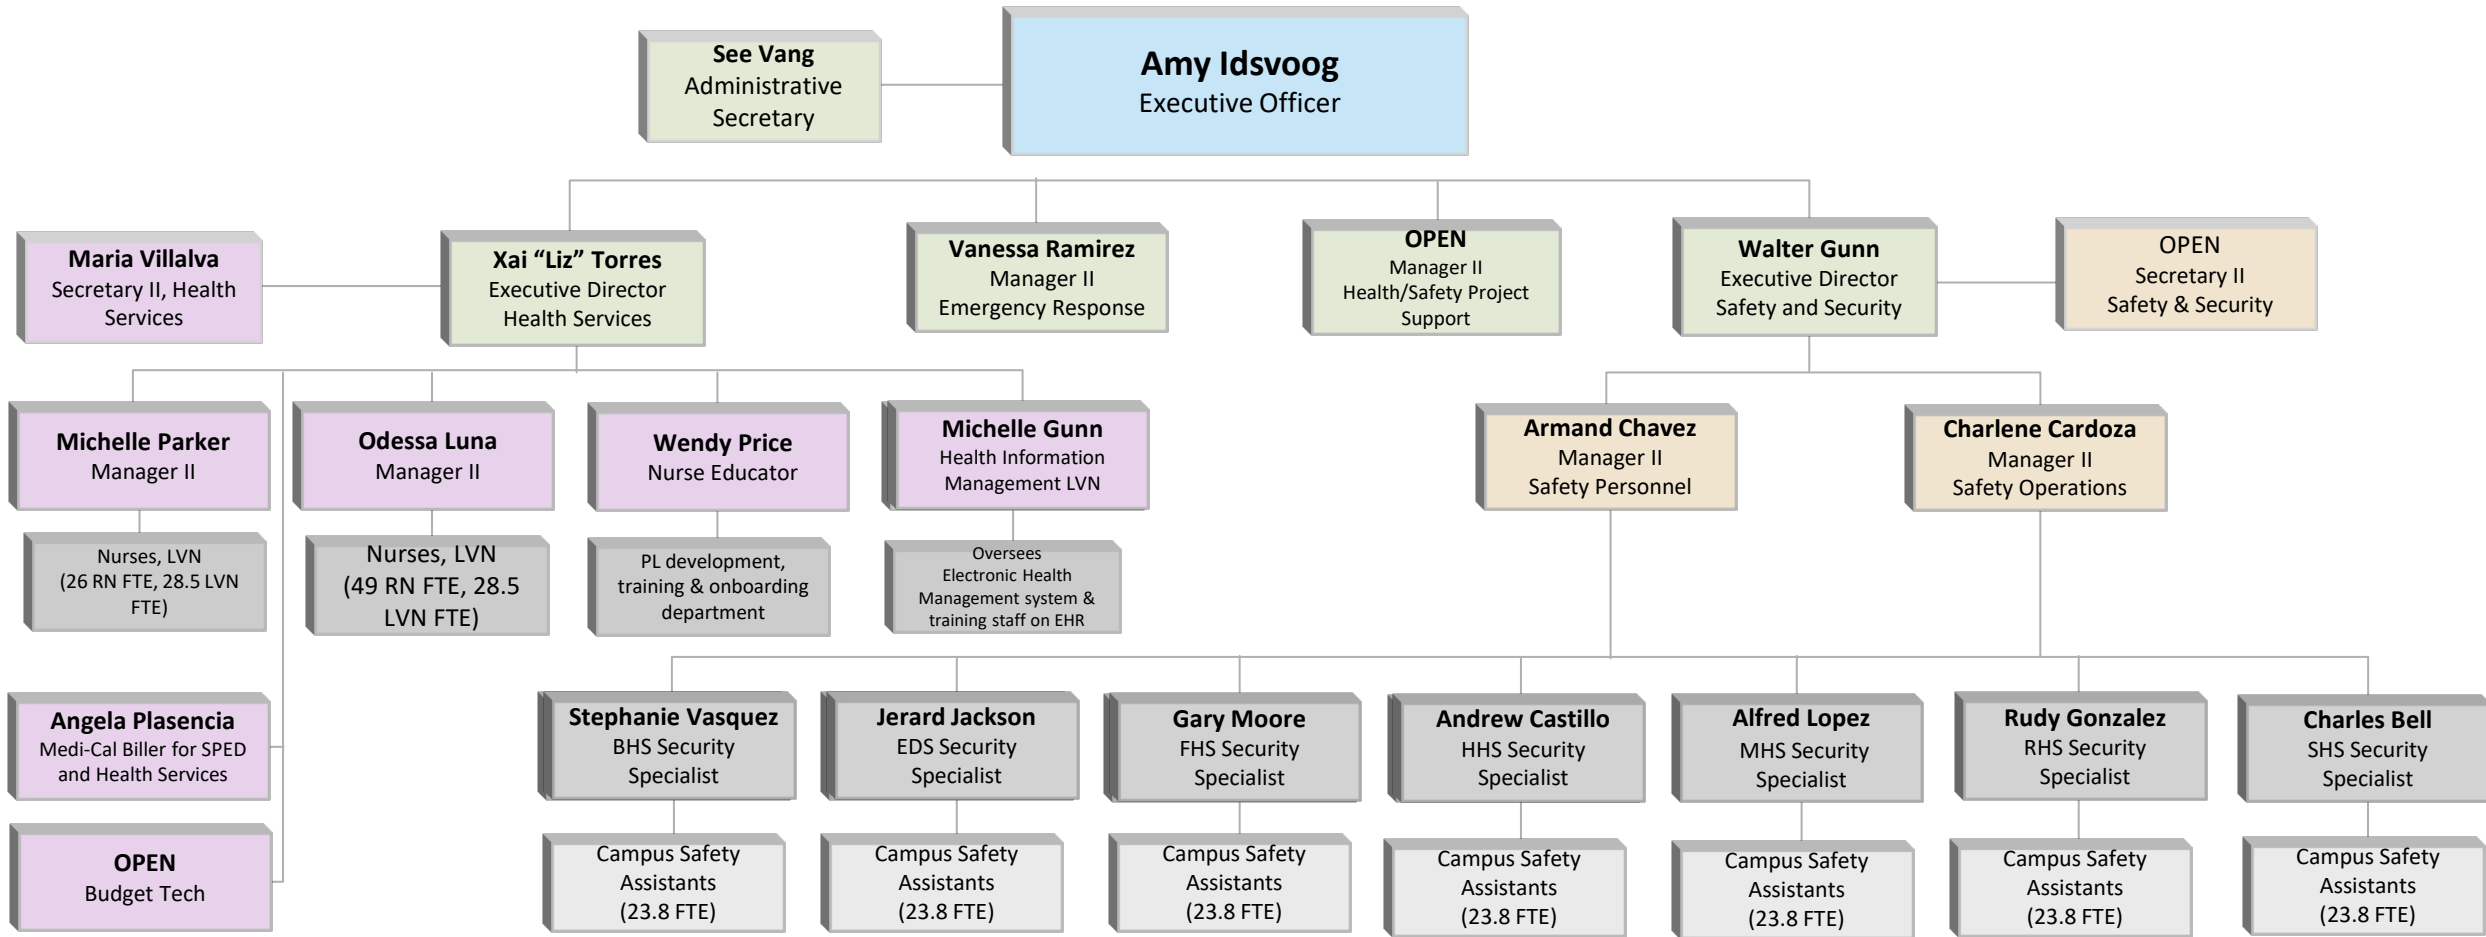 See Vang
Administrative
Secretary
Amy Idsvoog
Executive Officer
Maria Villalva
Secretary II, Health
Services
Xai “Liz” Torres
Executive Director
Health Services
Vanessa Ramirez
Manager II
Emergency Response
OPEN
Manager II
Health/Safety Project
Support
Walter Gunn
Executive Director
Safety and Security
OPEN
Secretary II
Safety & Security
Michelle Parker
Manager II
Odessa Luna
Manager II
Wendy Price
Nurse Educator
Michelle Gunn
Health Information
Management LVN
Armand Chavez
Manager II
Safety Personnel
Charlene Cardoza
Manager II
Safety Operations
Nurses, LVN
(26 RN FTE, 28.5 LVN
FTE)
Nurses, LVN
(49 RN FTE, 28.5
LVN FTE)
PL development,
training & onboarding
department
Oversees
Electronic Health
Management system &
training staff on EHR
Angela Plasencia
Medi-Cal Biller for SPED
and Health Services
Stephanie Vasquez
BHS Security
Specialist
Jerard Jackson
EDS Security
Specialist
Gary Moore
FHS Security
Specialist
Andrew Castillo
HHS Security
Specialist
Alfred Lopez
MHS Security
Specialist
Rudy Gonzalez
RHS Security
Specialist
Charles Bell
SHS Security
Specialist
OPEN
Budget Tech
Campus Safety
Assistants
(23.8 FTE)
Campus Safety
Assistants
(23.8 FTE)
Campus Safety
Assistants
(23.8 FTE)
Campus Safety
Assistants
(23.8 FTE)
Campus Safety
Assistants
(23.8 FTE)
Campus Safety
Assistants
(23.8 FTE)
Campus Safety
Assistants
(23.8 FTE)